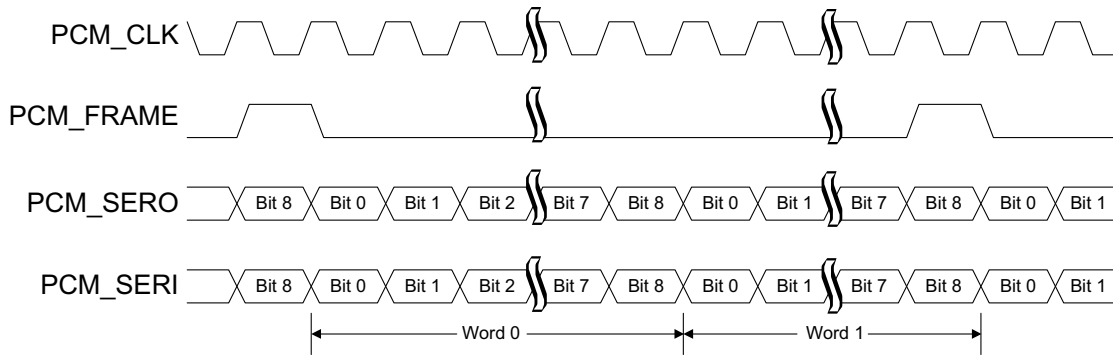 PCM_CLK
PCM_FRAME
PCM_SERO
Bit 8 Bit 0 Bit 1 Bit 2 Bit 7 Bit 8 Bit 0 Bit 1 Bit 7 Bit 8 Bit 0 Bit 1
PCM_SERI
Bit 8 Bit 0 Bit 1 Bit 2 Bit 7 Bit 8 Bit 0 Bit 1 Bit 7 Bit 8 Bit 0 Bit 1
Word 0 Word 1